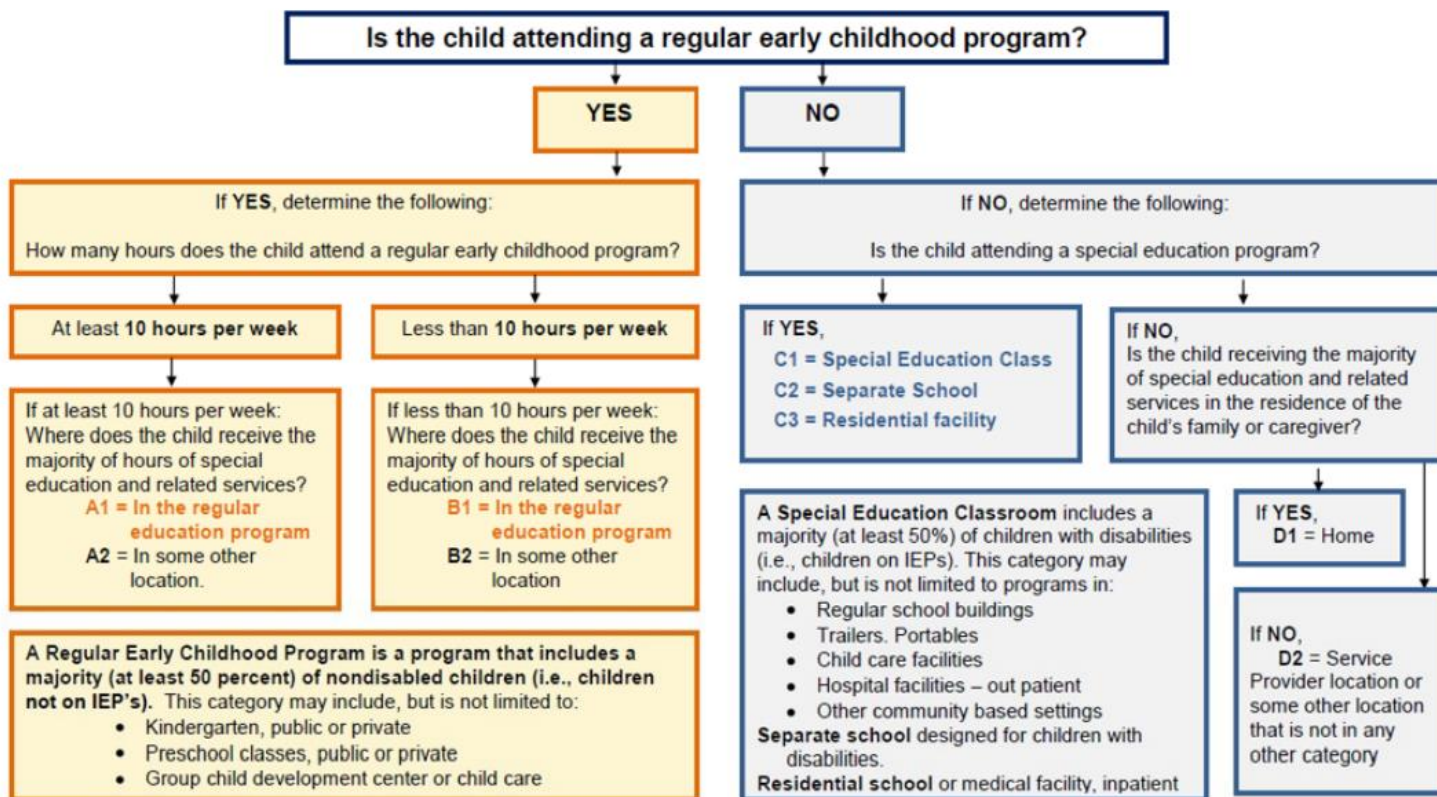 Is the child attending a regular early childhood program?
YES
NO
If YES, determine the following:
How many hours does the child attend a regular early childhood program?
If NO, determine the following:
Is the child attending a special education program?
At least 10 hours per week
Less than 10 hours per week
If at least 10 hours per week:
Where does the child receive the
majority of hours of special
education and related services?
A1 = In the regular
education program
A2 = In some other
location.
If less than 10 hours per week:
Where does the child receive the
majority of hours of special
education and related services?
B1 = In the regular
education program
B2 = In some other
location
If YES,
C1 = Special Education Class
C2 = Separate School
C3 = Residential facility
If NO,
Is the child receiving the majority
of special education and related
services in the residence of the
child's family or caregiver?
If YES,
D1 = Home
If NO,
D2 = Service
Provider location or
some other location
that is not in any
other category
A Regular Early Childhood Program is a program that includes a
majority (at least 50 percent) of nondisabled children (i.e., children
not on IEP's). This category may include, but is not limited to:
• Kindergarten, public or private
• Preschool classes, public or private
• Group child development center or child care
A Special Education Classroom includes a
majority (at least 50%) of children with disabilities
(i.e., children on IEPs). This category may
include, but is not limited to programs in:
• Regular school buildings
• Trailers. Portables
• Child care facilities
• Hospital facilities – out patient
• Other community based settings
Separate school designed for children with
disabilities.
Residential school or medical facility, inpatient